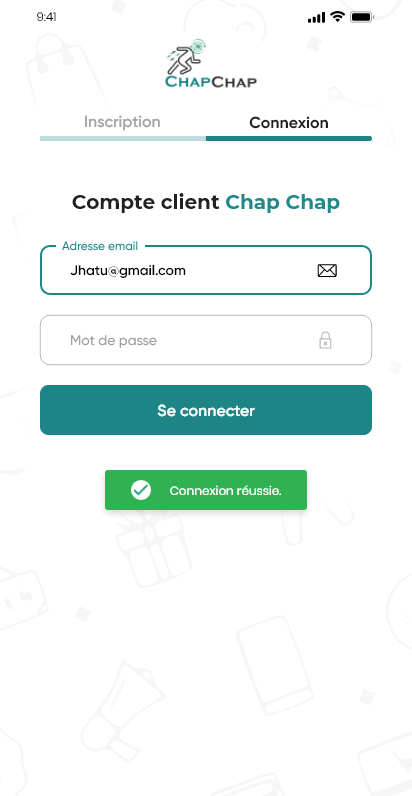 9:41
CHAPCHAP
Inscription
Connexion
Compte client Chap Chap
Adresse email
Jhatu@gmail.com
Mot de passe
Se connecter
Connexion réussie.